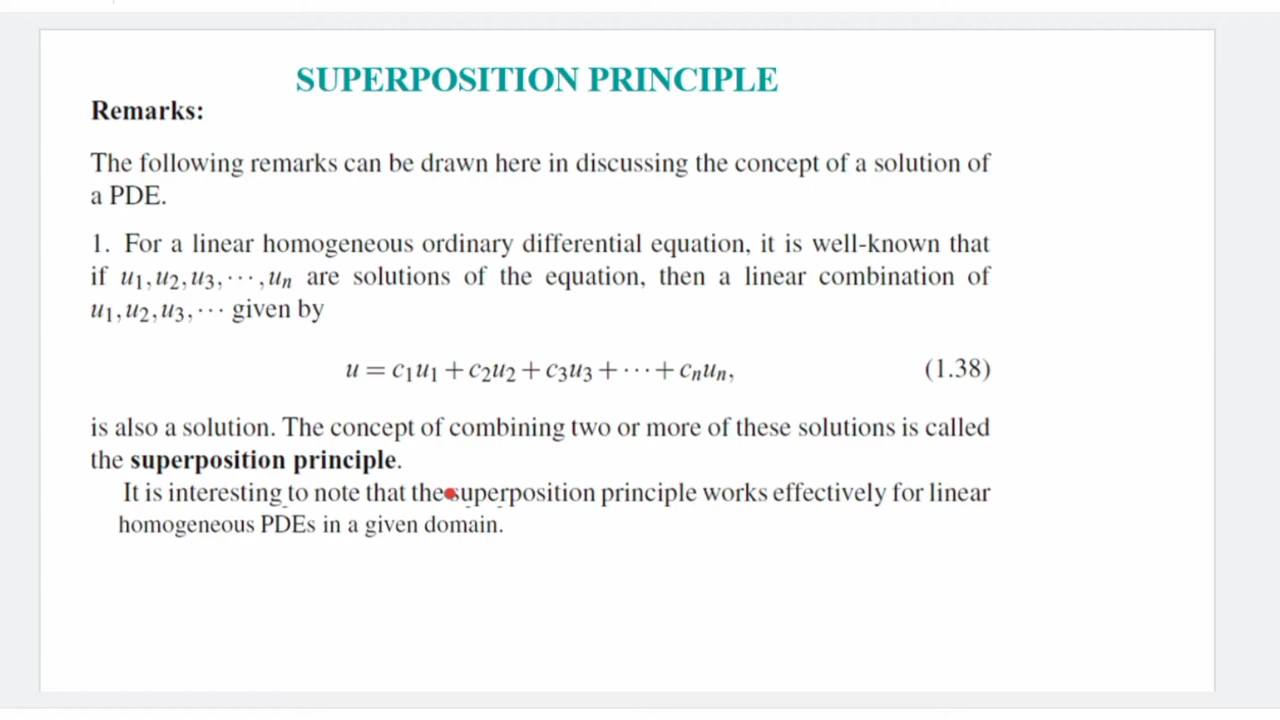 SUPERPOSITION PRINCIPLE
Remarks:
The following remarks can be drawn here in discussing the concept of a solution of
a PDE.
1. For a linear homogeneous ordinary differential equation, it is well-known that
if u₁,u₂,u₃,⋯,uₙ are solutions of the equation, then a linear combination of
u₁,u₂,u₃,⋯ given by
u = c₁u₁ + c₂u₂ + c₃u₃ + ⋯ + cₙuₙ, (1.38)
is also a solution. The concept of combining two or more of these solutions is called
the superposition principle.
It is interesting to note that the superposition principle works effectively for linear
homogeneous PDEs in a given domain.